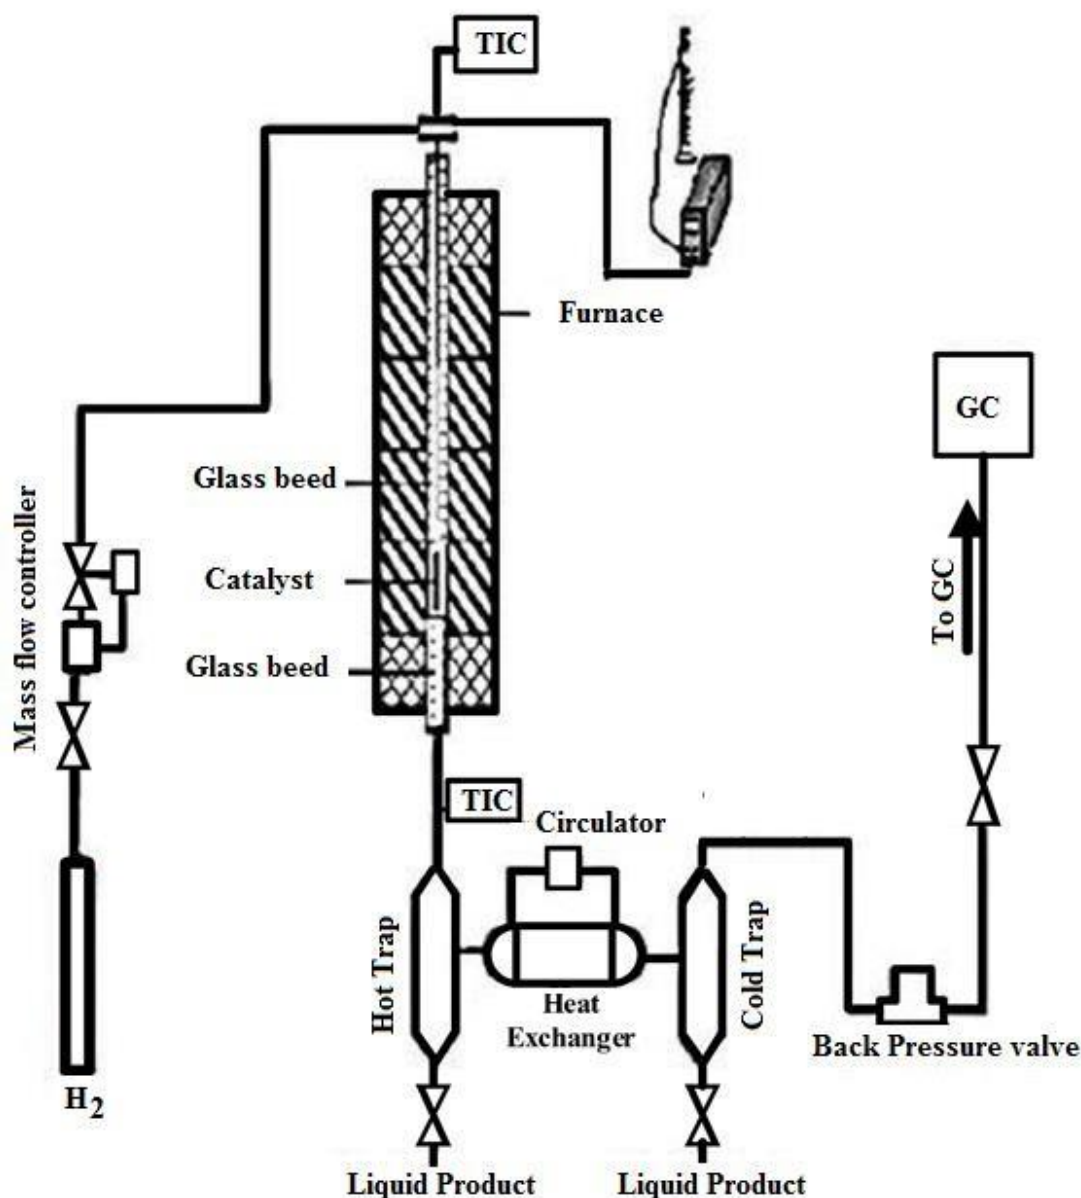 TIC
Furnace
GC
Glass beed
Mass flow controller
Catalyst
To GC
Glass beed
TIC
Circulator
Hot Trap
Cold Trap
Heat
Exchanger
Back Pressure valve
H2
Liquid Product
Liquid Product